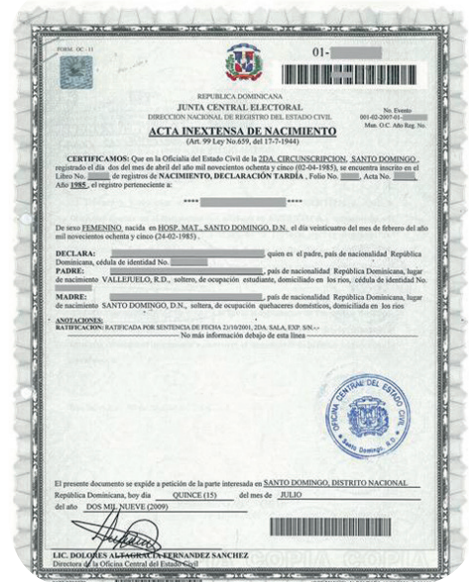 FORM. OC - 11
01-
REPUBLICA DOMINICANA
JUNTA CENTRAL ELECTORAL
DIRECCION NACIONAL DE REGISTRO DEL ESTADO CIVIL
No. Evento
001-02-2007-01-
Mun. O.C. Año Reg. No.
ACTA INEXTENSA DE NACIMIENTO
(Art. 99 Ley No.659, del 17-7-1944)
CERTIFICAMOS: Que en la Oficialía del Estado Civil de la 2DA. CIRCUNSCRIPCION, SANTO DOMINGO,
registrado el día dos del mes de abril del año mil novecientos ochenta y cinco (02-04-1985), se encuentra inscrito en el
Libro No. de registros de NACIMIENTO, DECLARACIÓN TARDIA, Folio No. , Acta No. ,
Año 1985, el registro perteneciente a:
==== ====
De sexo FEMENINO nacida en HOSP. MAT., SANTO DOMINGO, D.N. el día veinticuatro del mes de febrero del año
mil novecientos ochenta y cinco (24-02-1985).
DECLARA: , quien es el padre, país de nacionalidad República
Dominicana, cédula de identidad No.
PADRE: , país de nacionalidad República Dominicana, lugar
de nacimiento VALLEJUELO, R.D., soltero, de ocupación estudiante, domiciliado en los rios, cédula de identidad No.
MADRE: , país de nacionalidad República Dominicana, lugar
de nacimiento SANTO DOMINGO, D.N., soltera, de ocupación quehaceres domésticos, domiciliada en los rios
ANOTACIONES:
RATIFICACION: RATIFICADA POR SENTENCIA DE FECHA 23/10/2001, 2DA. SALA, EXP. S/N.-.-
No más información debajo de esta línea
OFICINA CENTRAL DEL ESTADO CIVIL
Santo Domingo, R.D.
El presente documento se expide a petición de la parte interesada en SANTO DOMINGO, DISTRITO NACIONAL
República Dominicana, hoy día QUINCE (15) del mes de JULIO
del año DOS MIL NUEVE (2009)
LIC. DOLORES ALTAGRACIA FERNANDEZ SANCHEZ
Directora de la Oficina Central del Estado Civil